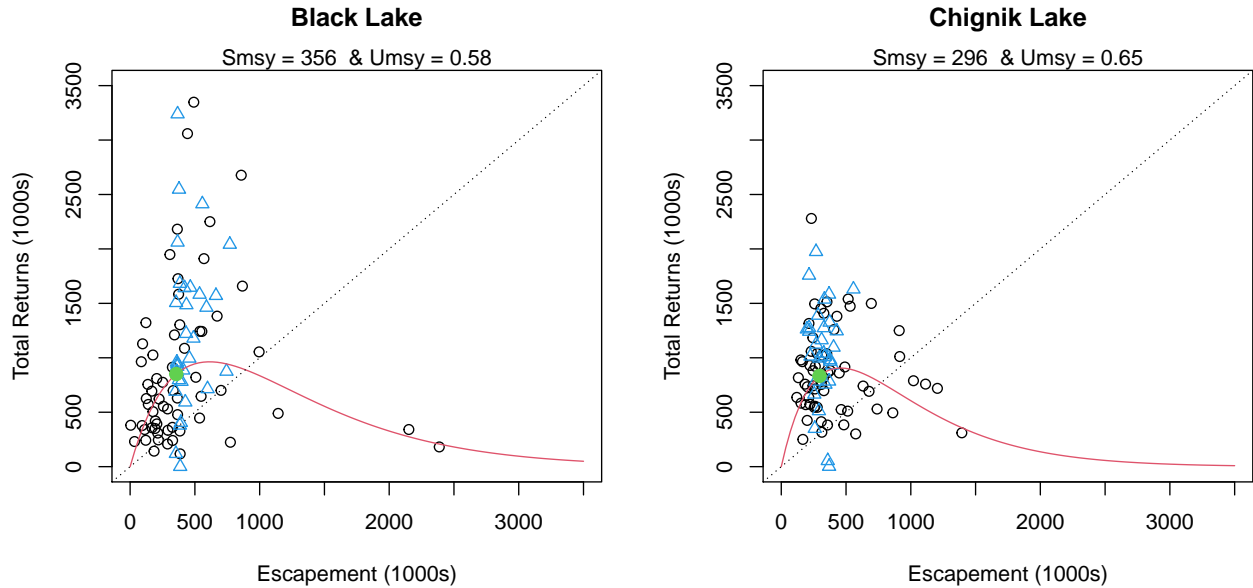 Black Lake
Smsy = 356 & Umsy = 0.58
Total Returns (1000s)
3500
2500
1500
500
0
0 500 1000 2000 3000
Escapement (1000s)
Chignik Lake
Smsy = 296 & Umsy = 0.65
Total Returns (1000s)
3500
2500
1500
500
0
0 500 1000 2000 3000
Escapement (1000s)